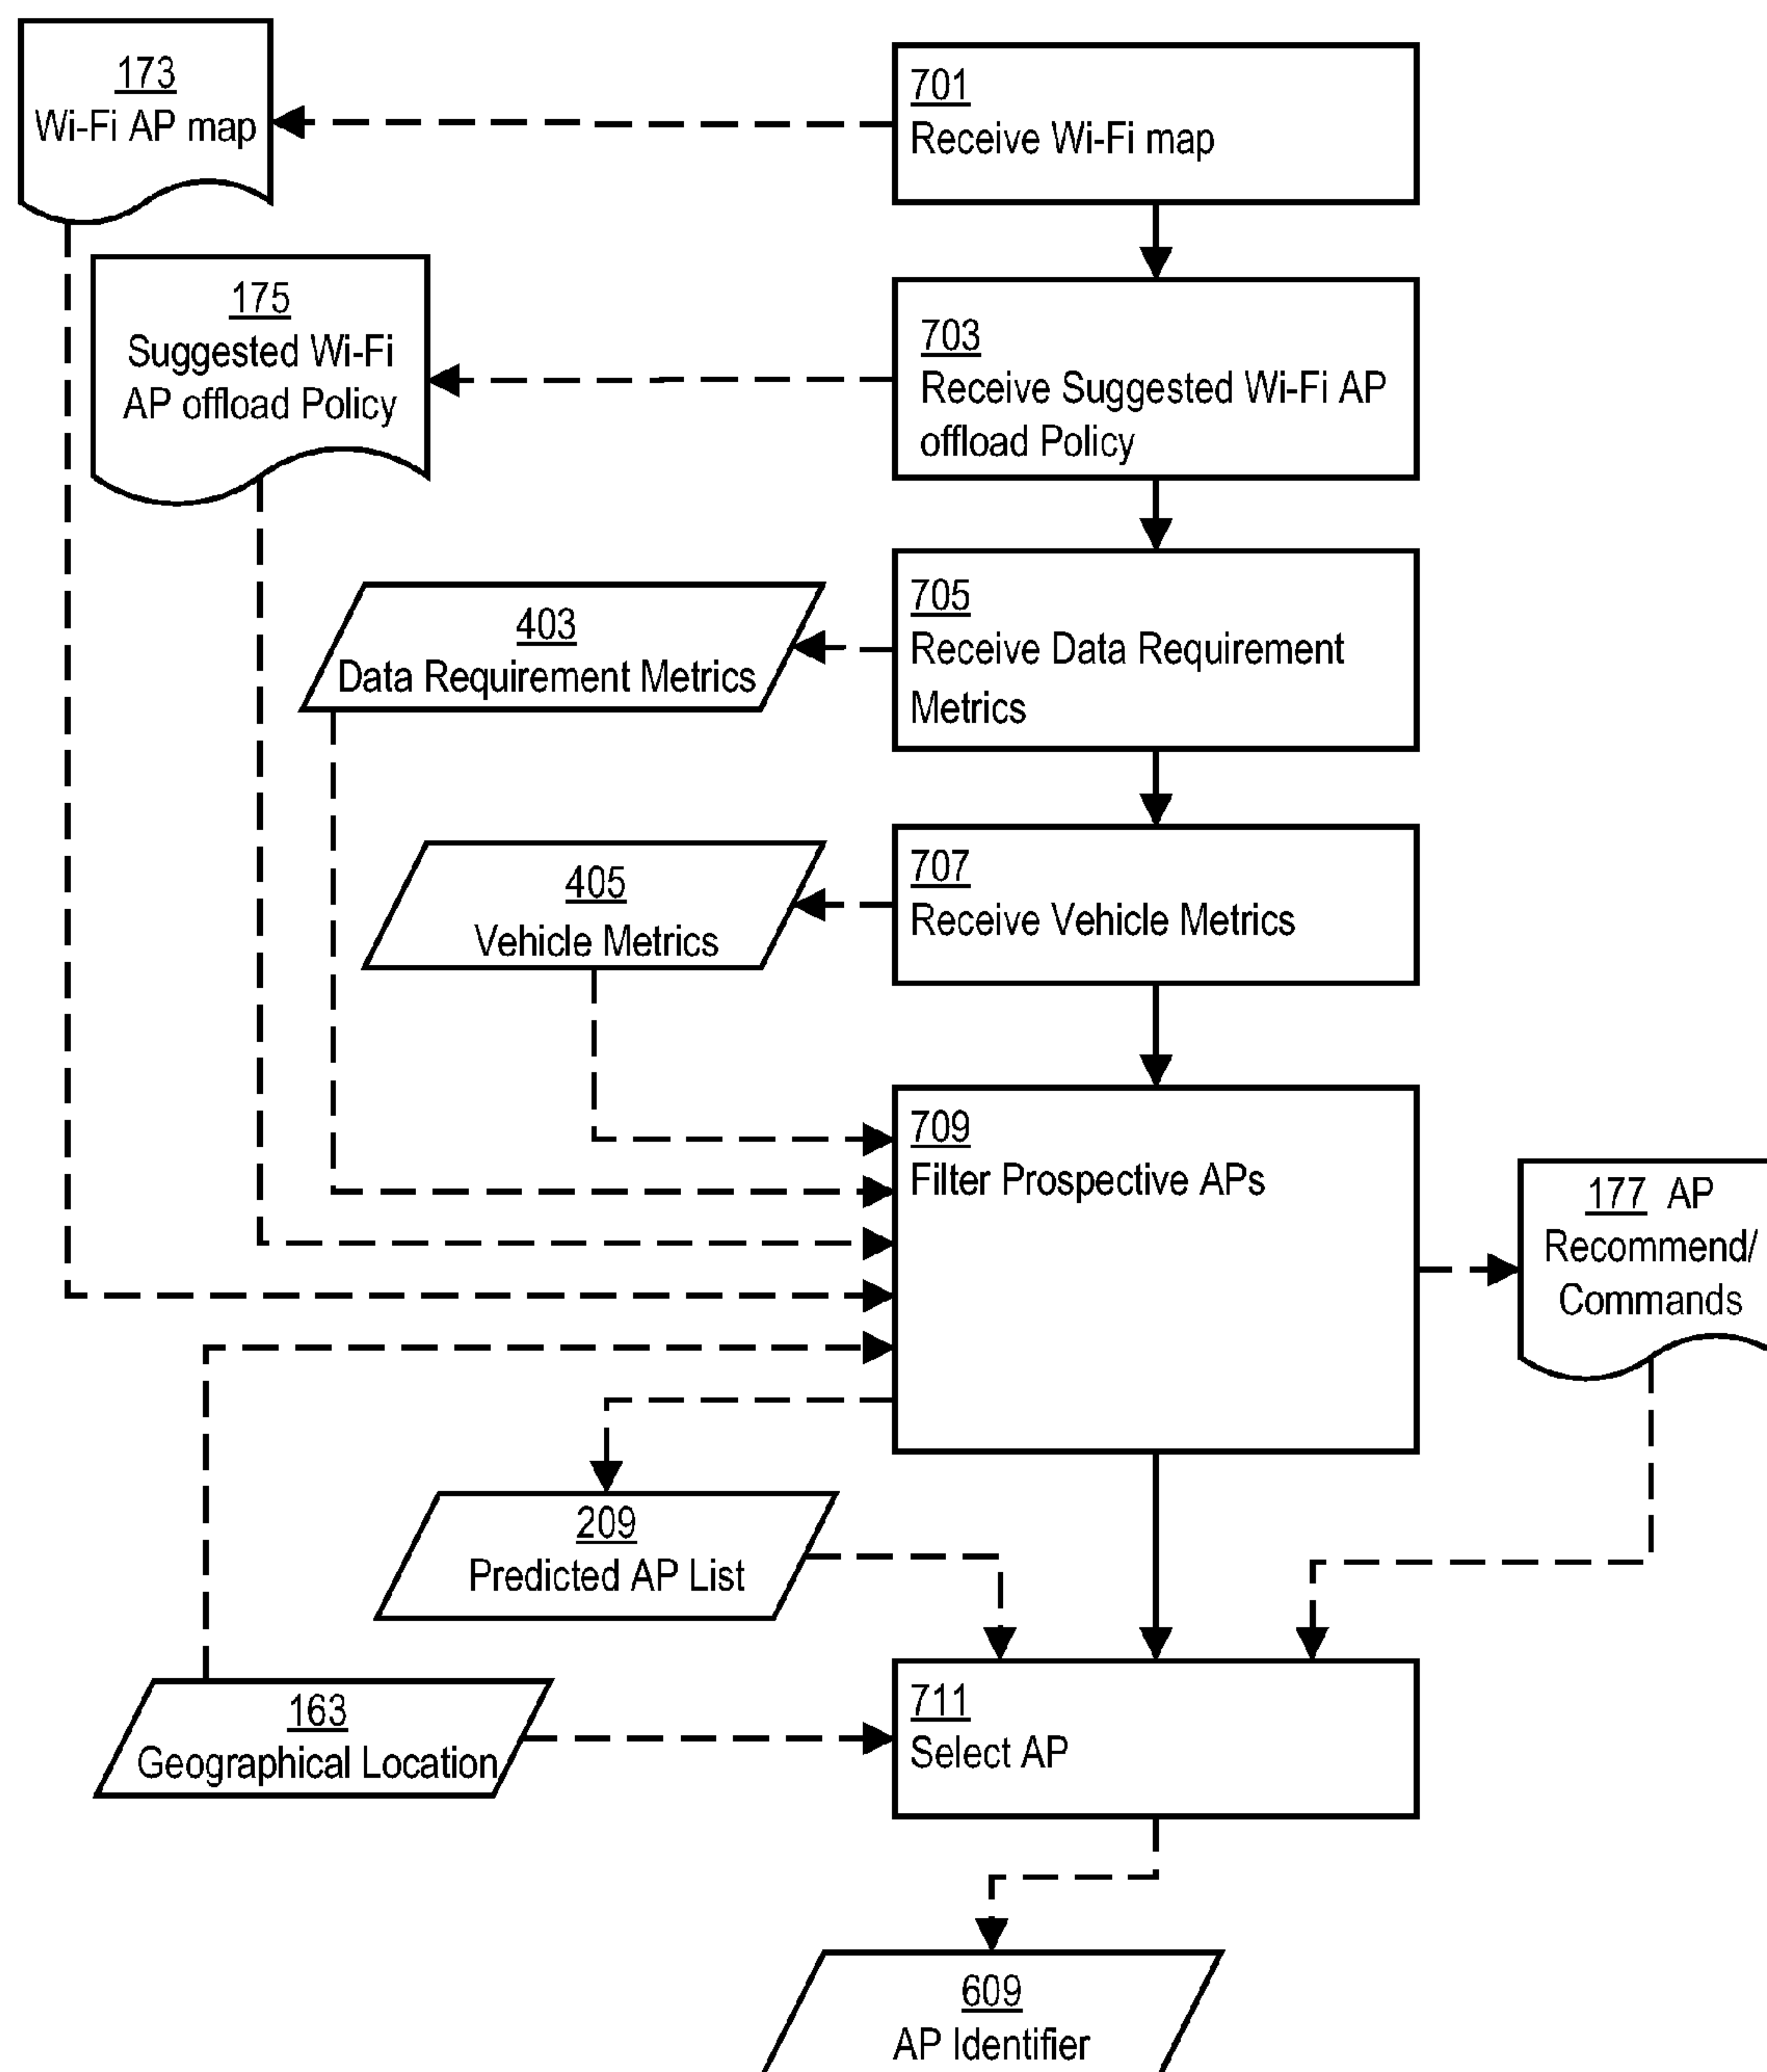 173
Wi-Fi AP map
701
Receive Wi-Fi map
175
Suggested Wi-Fi
AP offload Policy
703
Receive Suggested Wi-Fi AP
offload Policy
403
Data Requirement Metrics
705
Receive Data Requirement
Metrics
405
Vehicle Metrics
707
Receive Vehicle Metrics
709
Filter Prospective APs
177 AP
Recommend/
Commands
209
Predicted AP List
163
Geographical Location
711
Select AP
609
AP Identifier